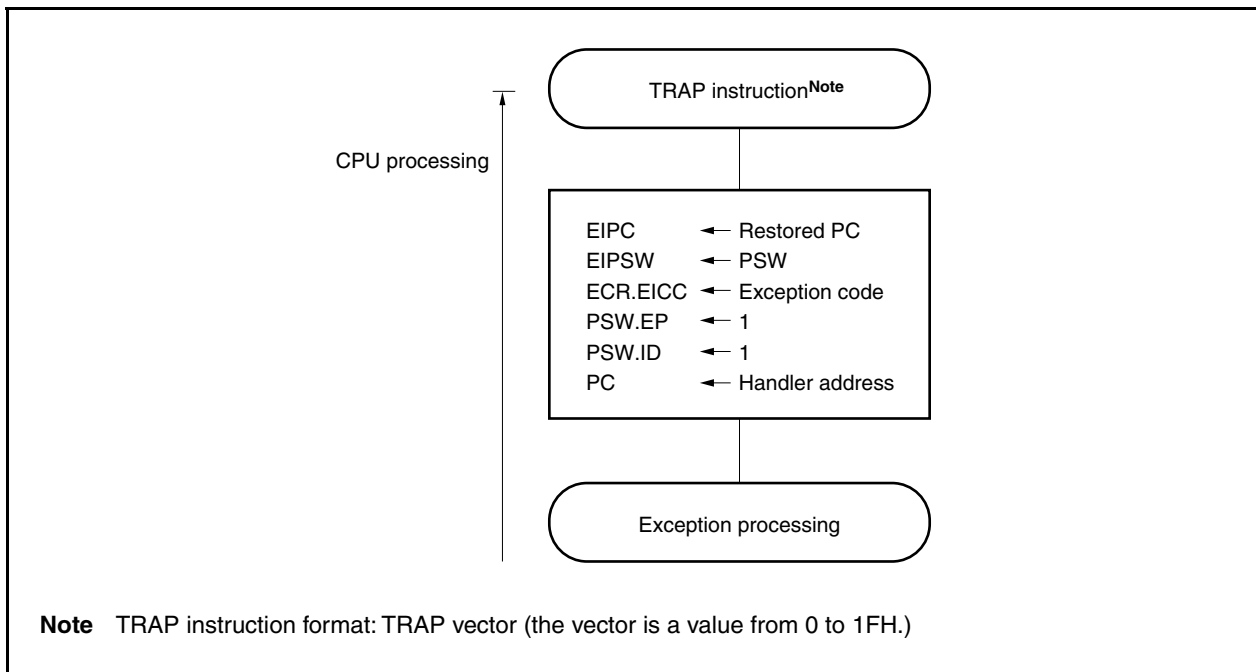 TRAP instructionNote
CPU processing
EIPC ← Restored PC
EIPSW ← PSW
ECR.EICC ← Exception code
PSW.EP ← 1
PSW.ID ← 1
PC ← Handler address
Exception processing
Note TRAP instruction format: TRAP vector (the vector is a value from 0 to 1FH.)